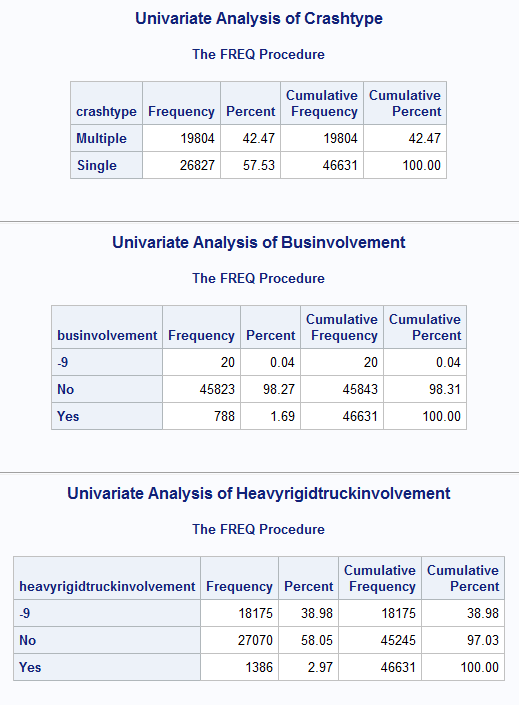 Univariate Analysis of Crashtype
The FREQ Procedure
crashtype Frequency Percent Cumulative Frequency Cumulative Percent
Multiple 19804 42.47 19804 42.47
Single 26827 57.53 46631 100.00
Univariate Analysis of Businvolvement
The FREQ Procedure
businvolvement Frequency Percent Cumulative Frequency Cumulative Percent
-9 20 0.04 20 0.04
No 45823 98.27 45843 98.31
Yes 788 1.69 46631 100.00
Univariate Analysis of Heavyrigidtruckinvolvement
The FREQ Procedure
heavyrigidtruckinvolvement Frequency Percent Cumulative Frequency Cumulative Percent
-9 18175 38.98 18175 38.98
No 27070 58.05 45245 97.03
Yes 1386 2.97 46631 100.00